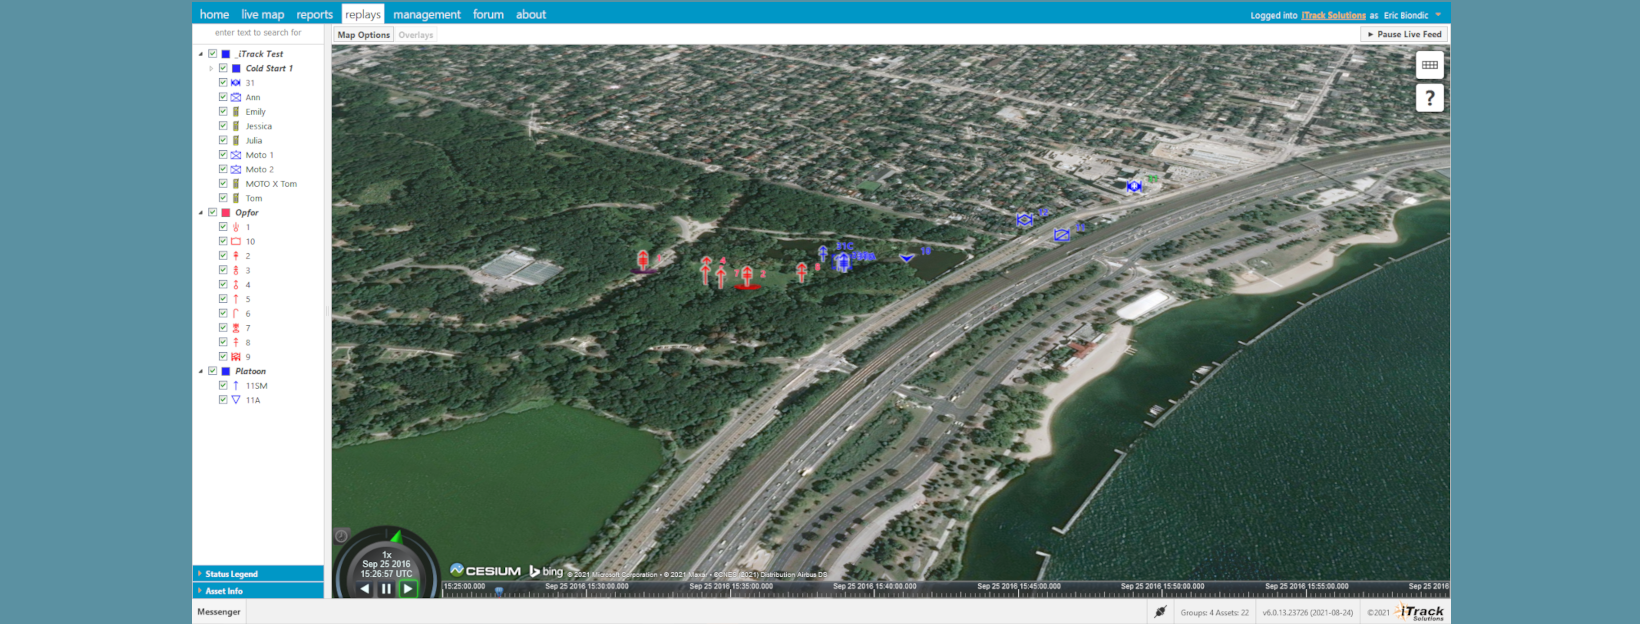 home live map reports replays management forum about
Logged into iTrack Solutions as Eric Biondic
enter text to search for
Map Options Overlays
Pause Live Feed
_iTrack Test
Cold Start 1
31
Ann
Emily
Jessica
Julia
Moto 1
Moto 2
MOTO X Tom
Tom
Opfor
1
10
2
3
4
5
6
7
8
9
Platoon
11SM
11A
?
4
2
31C
1x
Sep 25 2016
15:26:57 UTC
CESIUM bing © 2021 Microsoft Corporation • © 2021 Maxar • ©CNES (2021) Distribution Airbus DS
15:25:00.000 Sep 25 2016 15:30:00.000 Sep 25 2016 15:35:00.000 Sep 25 2016 15:40:00.000 Sep 25 2016 15:45:00.000 Sep 25 2016 15:50:00.000 Sep 25 2016 15:55:00.000 Sep 25 2016
Status Legend
Asset Info
Messenger
Groups: 4 Assets: 22 v6.0.13.23726 (2021-08-24) ©2021 iTrack Solutions